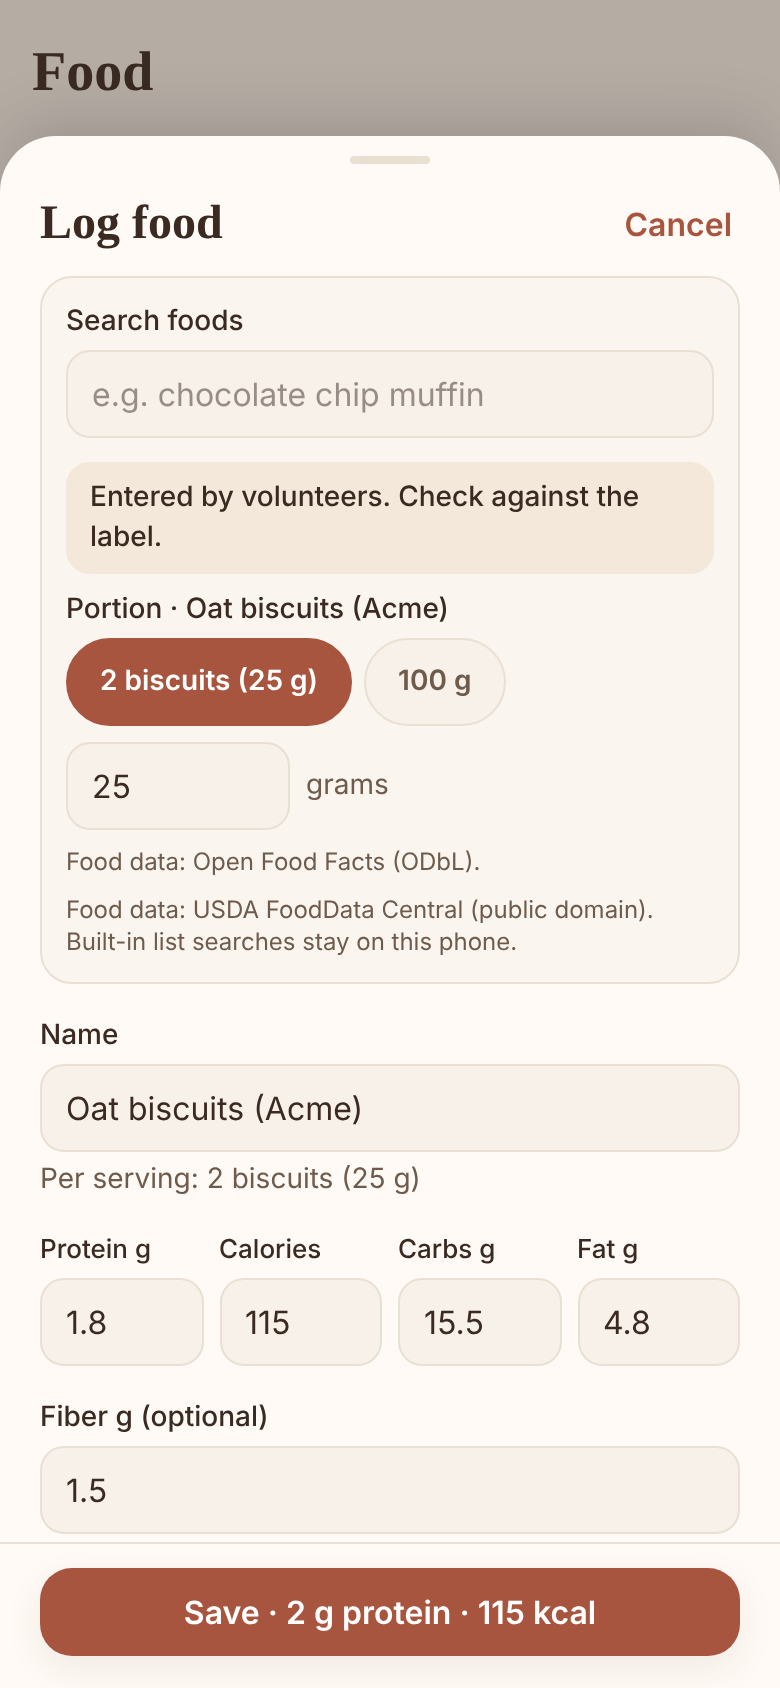 Food
Log food
Cancel
Search foods
e.g. chocolate chip muffin
Entered by volunteers. Check against the
label.
Portion · Oat biscuits (Acme)
2 biscuits (25 g)
100 g
25
grams
Food data: Open Food Facts (ODbL).
Food data: USDA FoodData Central (public domain).
Built-in list searches stay on this phone.
Name
Oat biscuits (Acme)
Per serving: 2 biscuits (25 g)
Protein g
Calories
Carbs g
Fat g
1.8
115
15.5
4.8
Fiber g (optional)
1.5
Save · 2 g protein · 115 kcal